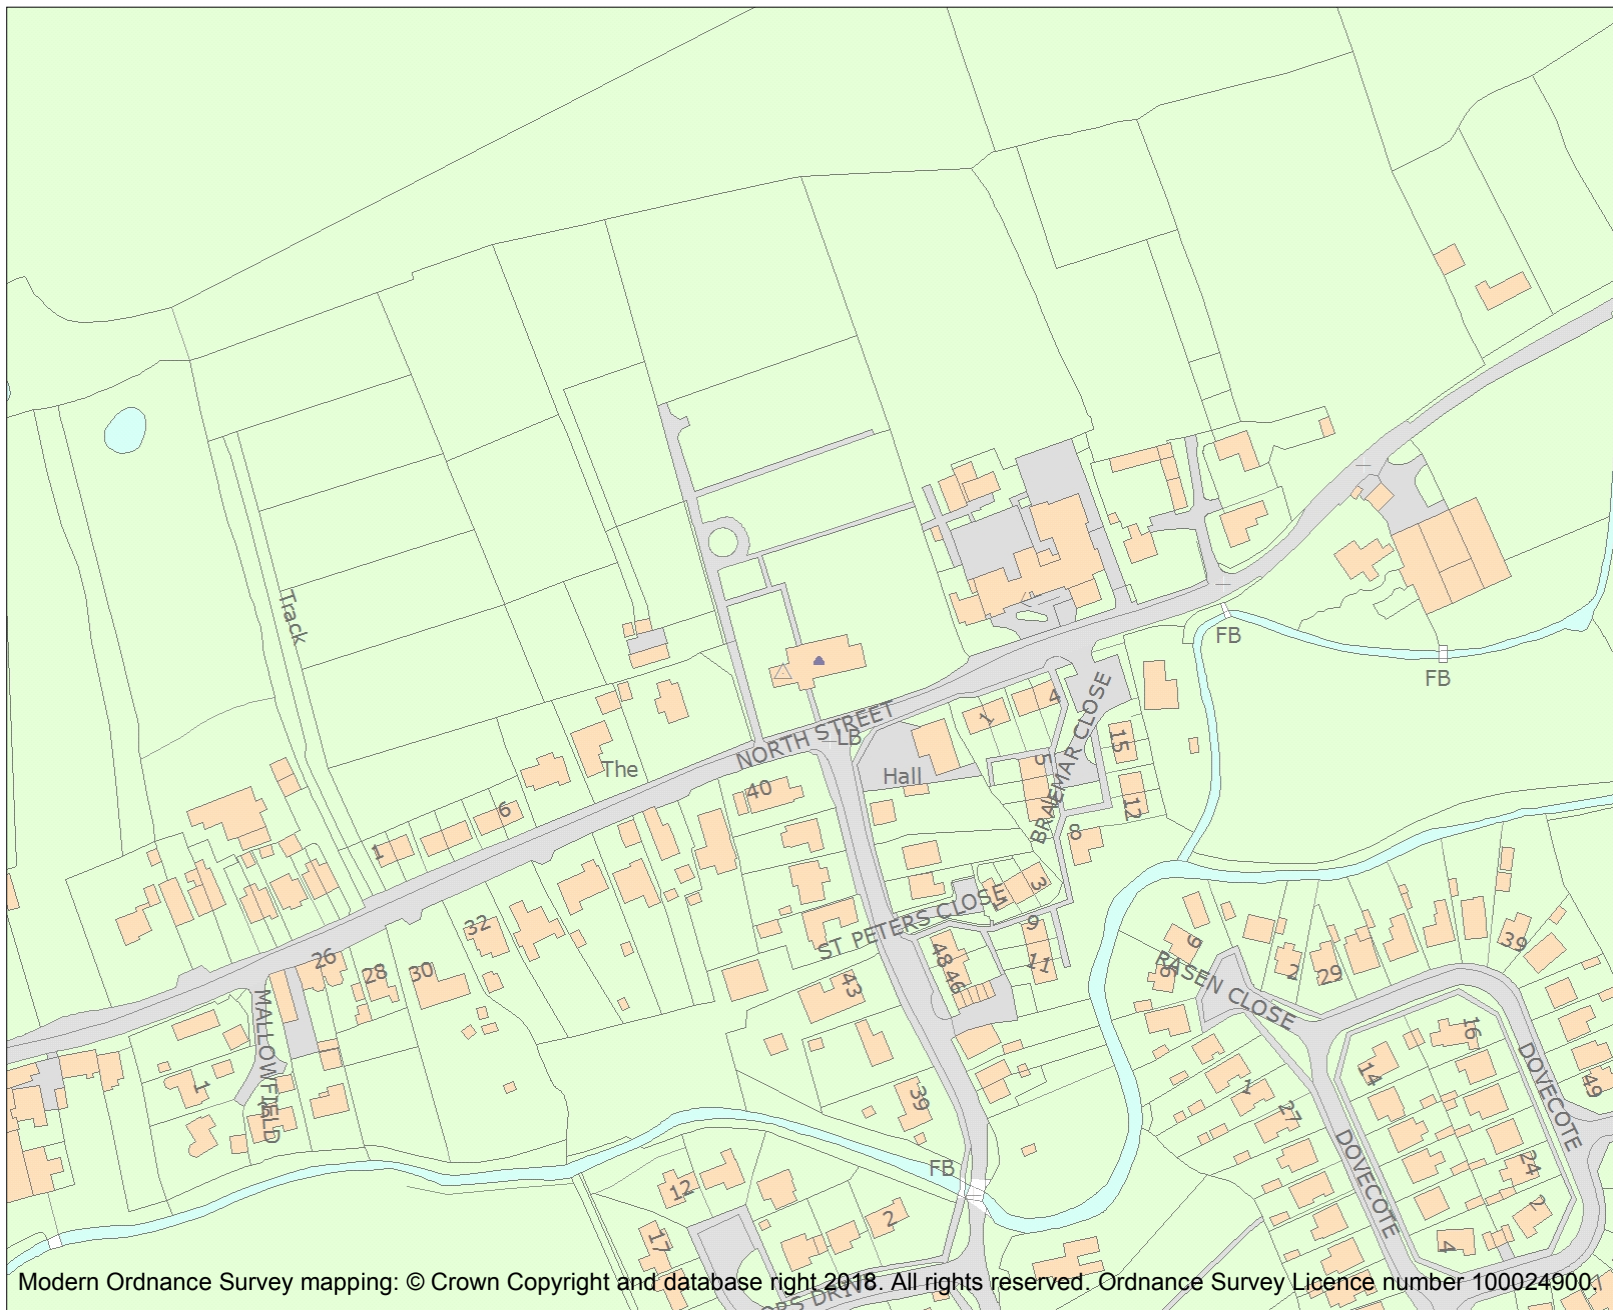 Track
FB
FB
4
BRAEMAR CLOSE
1
NORTH STREET
LB
15
The
Hall
5
40
6
12
1
8
3
11
ST PETERS CLOSE
32
9
26
28
30
48
46
11
43
6
RASEN CLOSE
2
29
39
MALLOWFIELD
1
16
14
DOVECOTE
49
39
1
27
DOVECOTE
24
FB
12
2
2
17
4
Modern Ordnance Survey mapping: © Crown Copyright and database right 2018. All rights reserved. Ordnance Survey Licence number 100024900.